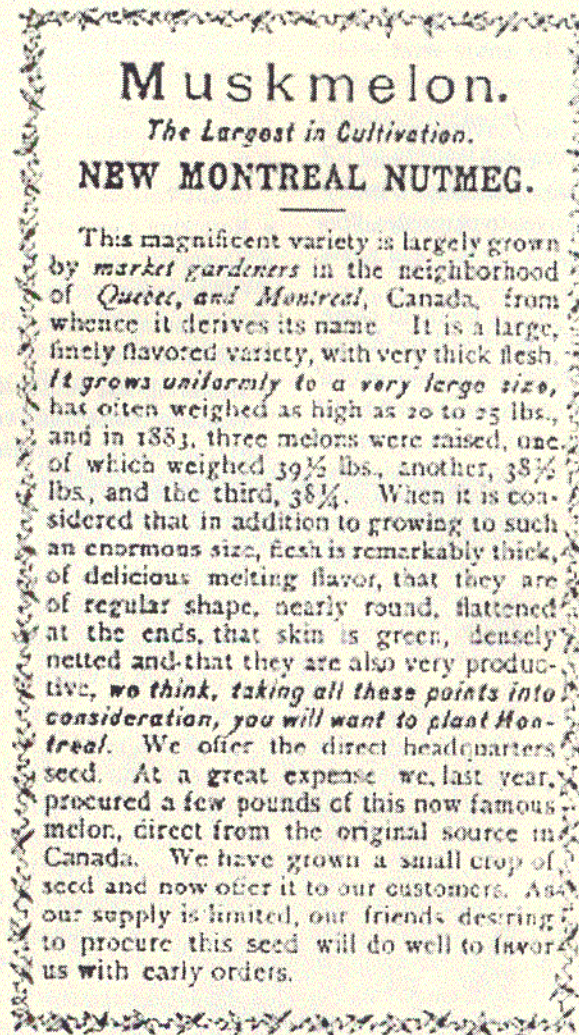 Muskmelon.
The Largest in Cultivation.
NEW MONTREAL NUTMEG.
This magnificent variety is largely grown
by market gardeners in the neighborhood
of Quebec, and Montreal, Canada, from
whence it derives its name. It is a large,
finely flavored variety, with very thick flesh.
It grows uniformly to a very large size,
has often weighed as high as 20 to 25 lbs.,
and in 1883, three melons were raised, one
of which weighed 39½ lbs., another, 38½
lbs., and the third, 38¼. When it is con-
sidered that in addition to growing to such
an enormous size, flesh is remarkably thick,
of delicious melting flavor, that they are
of regular shape, nearly round, flattened
at the ends, that skin is green, densely
netted and that they are also very produc-
tive, we think, taking all these points into
consideration, you will want to plant Mon-
treal. We offer the direct headquarters
seed. At a great expense we, last year,
procured a few pounds of this now famous
melon, direct from the original source in
Canada. We have grown a small crop of
seed and now offer it to our customers. As
our supply is limited, our friends desiring
to procure this seed will do well to favor
us with early orders.